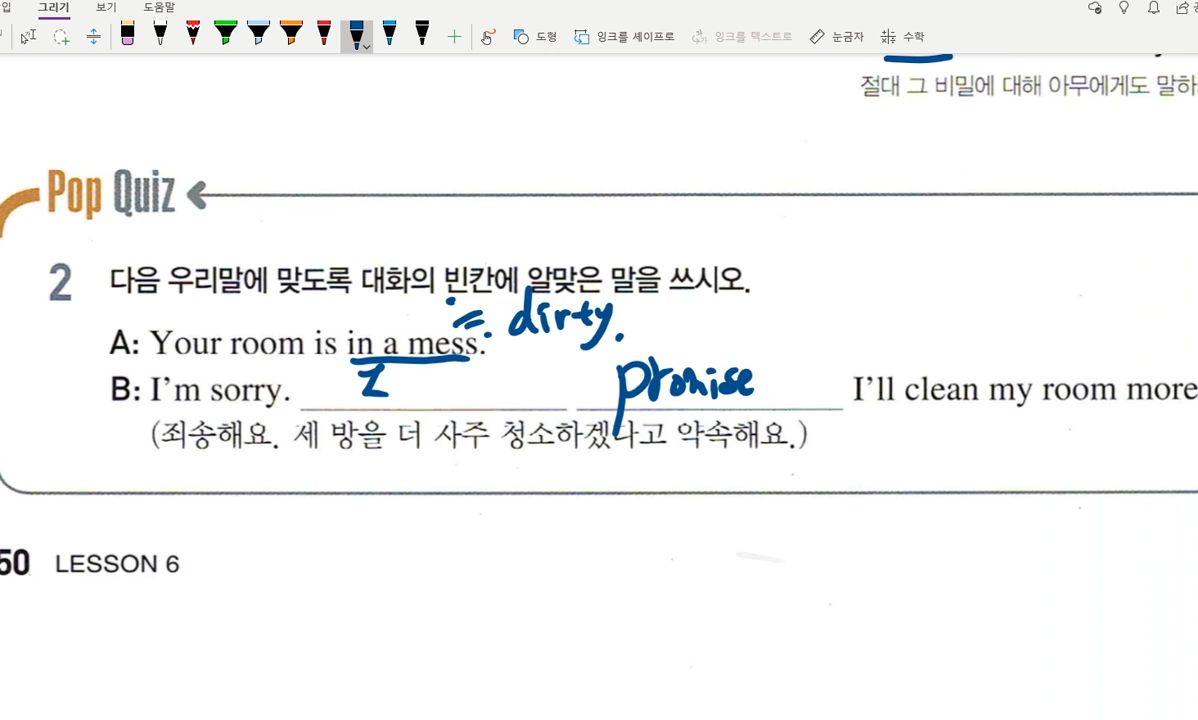 그리기 보기 도움말
도형 잉크를 셰이프로 잉크를 텍스트로 눈금자 수학
절대 그 비밀에 대해 아무에게도 말하
Pop Quiz
2 다음 우리말에 맞도록 대화의 빈칸에 알맞은 말을 쓰시오.
= dirty.
A: Your room is in a mess.
B: I'm sorry. I promise I'll clean my room more
(죄송해요. 제 방을 더 자주 청소하겠다고 약속해요.)
50 LESSON 6